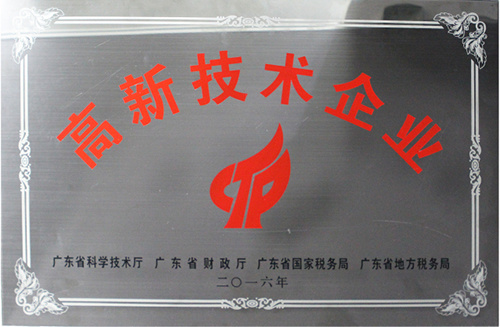 高新技术企业
广东省科学技术厅 广东省财政厅 广东省国家税务局 广东省地方税务局
二〇一六年